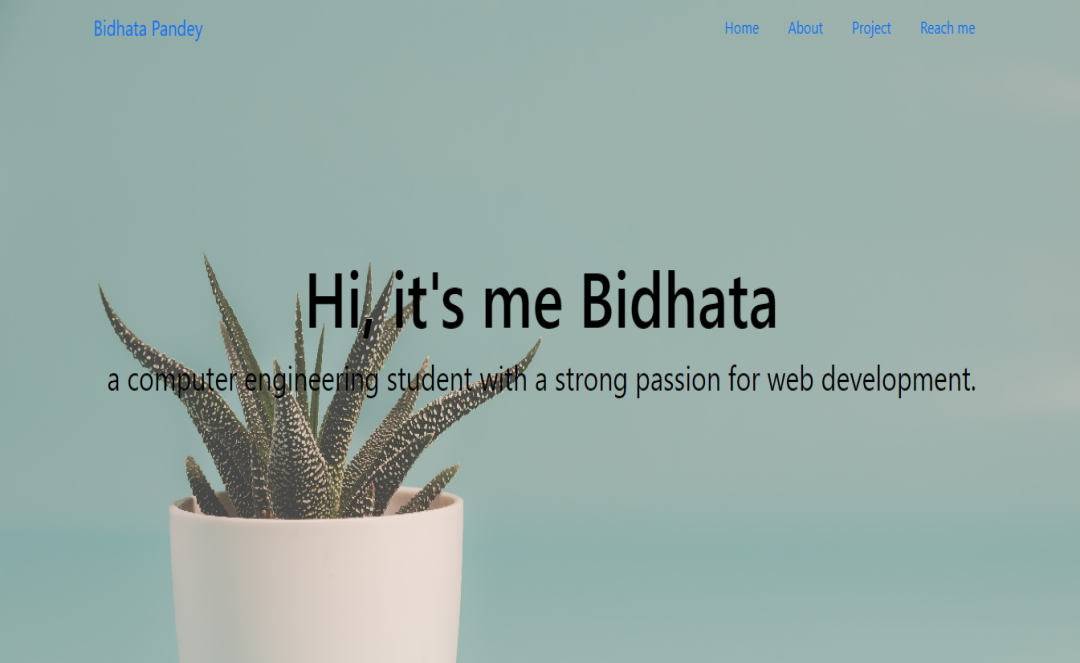 Bidhata Pandey Home About Project Reach me
Hi, it's me Bidhata
a computer engineering student with a strong passion for web development.